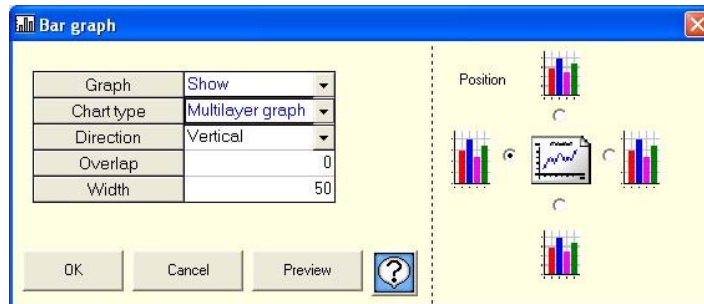 Bar graph
Graph Show
Chart type Multilayer graph
Direction Vertical
Overlap 0
Width 50
OK Cancel Preview ?
Position